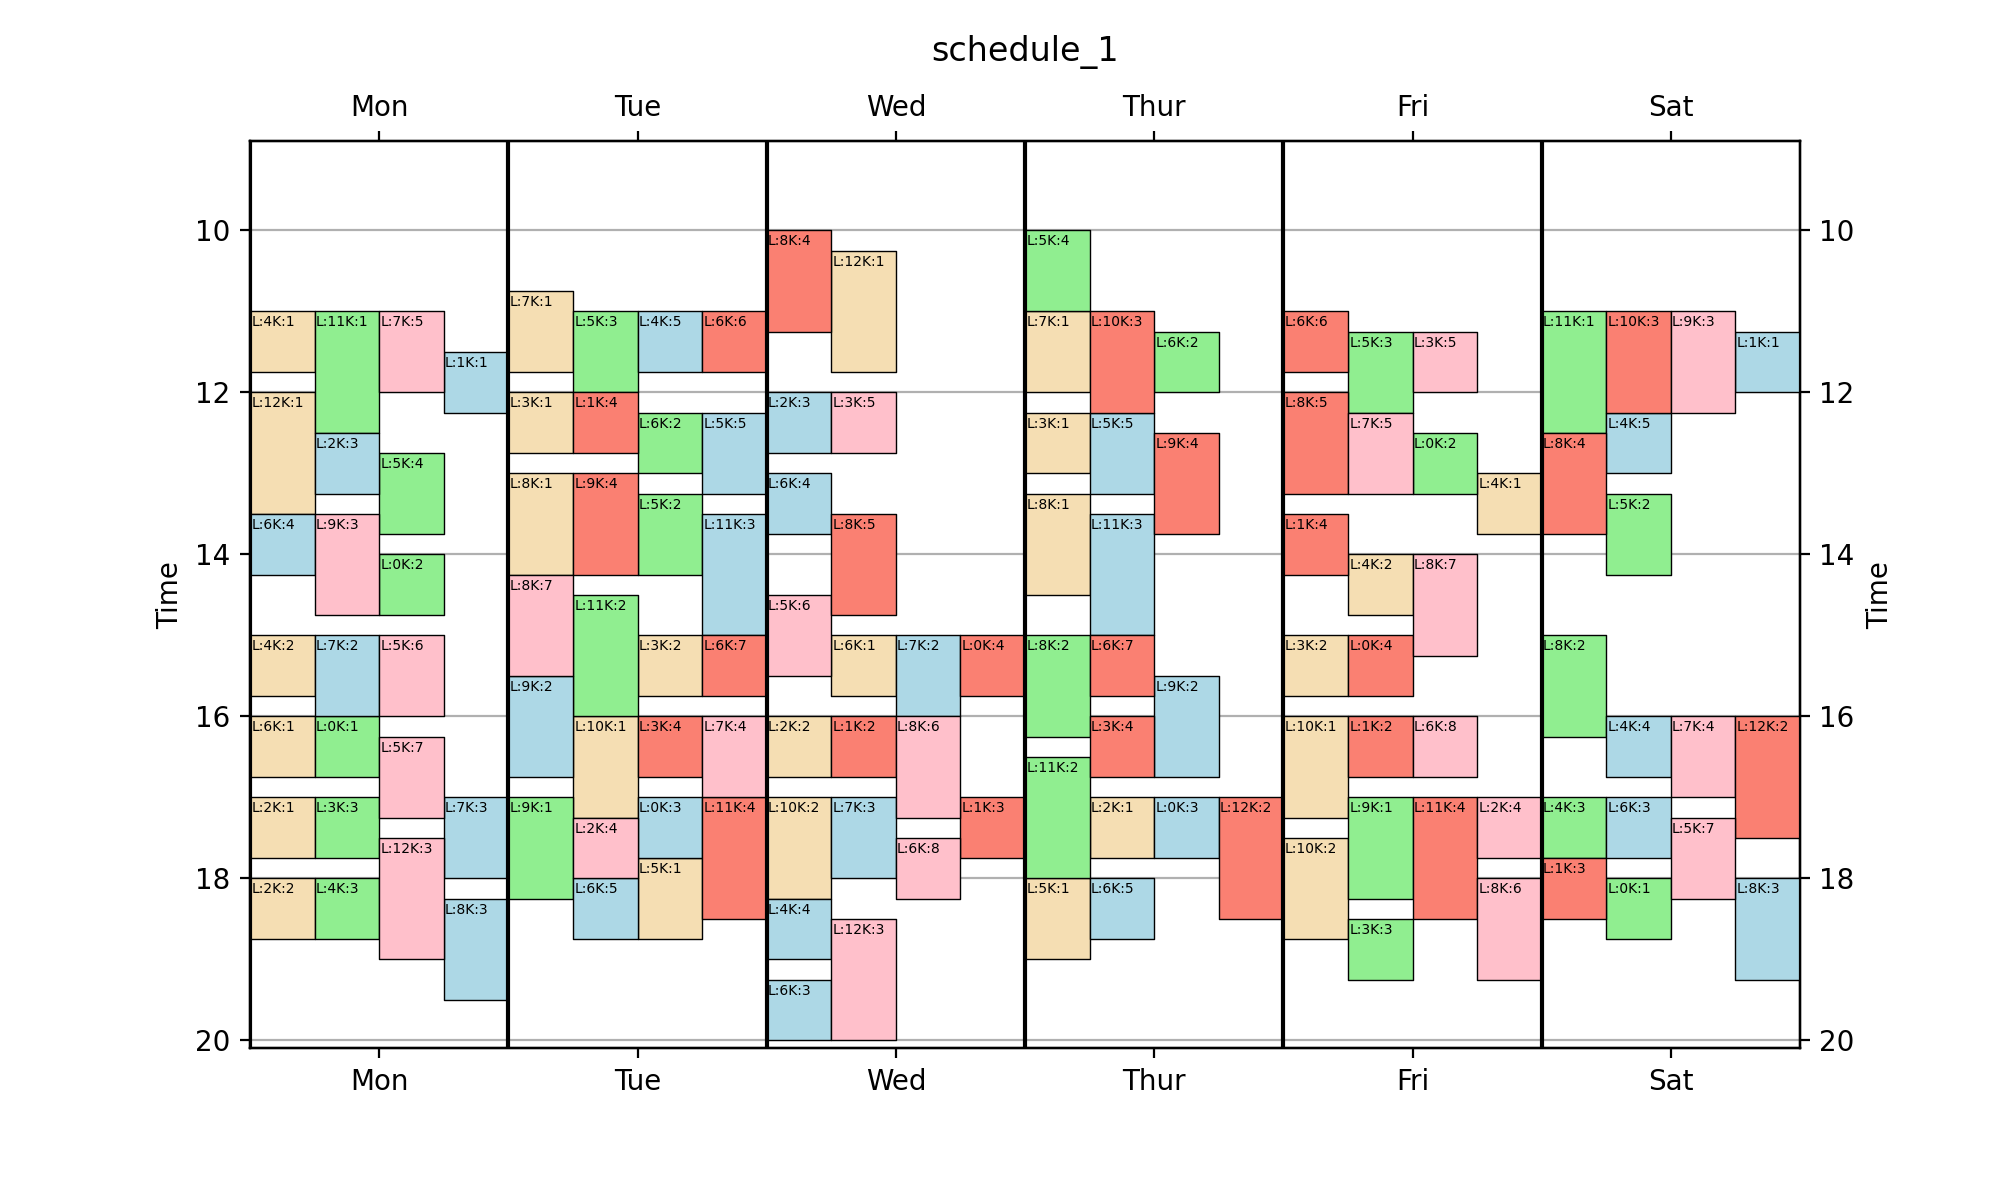 schedule_1
Mon Tue Wed Thur Fri Sat
Time
10 10
12 12
14 14
16 16
18 18
20 20
Time
L:4K:1 L:11K:1 L:7K:5
L:1K:1
L:12K:1
L:2K:3
L:5K:4
L:6K:4 L:9K:3
L:0K:2
L:4K:2 L:7K:2 L:5K:6
L:6K:1 L:0K:1
L:5K:7
L:2K:1 L:3K:3 L:7K:3
L:12K:3
L:2K:2 L:4K:3
L:8K:3
L:7K:1
L:5K:3 L:4K:5 L:6K:6
L:3K:1 L:1K:4
L:6K:2 L:5K:5
L:8K:1 L:9K:4
L:5K:2
L:11K:3
L:8K:7
L:11K:2
L:3K:2 L:6K:7
L:9K:2
L:10K:1 L:3K:4 L:7K:4
L:9K:1 L:0K:3 L:11K:4
L:2K:4
L:5K:1
L:6K:5
L:8K:4
L:12K:1
L:2K:3 L:3K:5
L:6K:4
L:8K:5
L:5K:6
L:6K:1 L:7K:2 L:0K:4
L:2K:2 L:1K:2 L:8K:6
L:10K:2 L:7K:3 L:1K:3
L:6K:8
L:4K:4
L:12K:3
L:6K:3
L:5K:4
L:7K:1 L:10K:3
L:6K:2
L:3K:1 L:5K:5
L:9K:4
L:8K:1
L:11K:3
L:8K:2 L:6K:7
L:9K:2
L:3K:4
L:11K:2
L:2K:1 L:0K:3 L:12K:2
L:5K:1 L:6K:5
L:6K:6
L:5K:3 L:3K:5
L:8K:5
L:7K:5
L:0K:2
L:4K:1
L:1K:4
L:4K:2 L:8K:7
L:3K:2 L:0K:4
L:10K:1 L:1K:2 L:6K:8
L:9K:1 L:11K:4 L:2K:4
L:10K:2
L:8K:6
L:3K:3
L:11K:1 L:10K:3 L:9K:3
L:1K:1
L:4K:5
L:8K:4
L:5K:2
L:8K:2
L:4K:4 L:7K:4 L:12K:2
L:4K:3 L:6K:3
L:5K:7
L:1K:3
L:0K:1 L:8K:3
Mon Tue Wed Thur Fri Sat